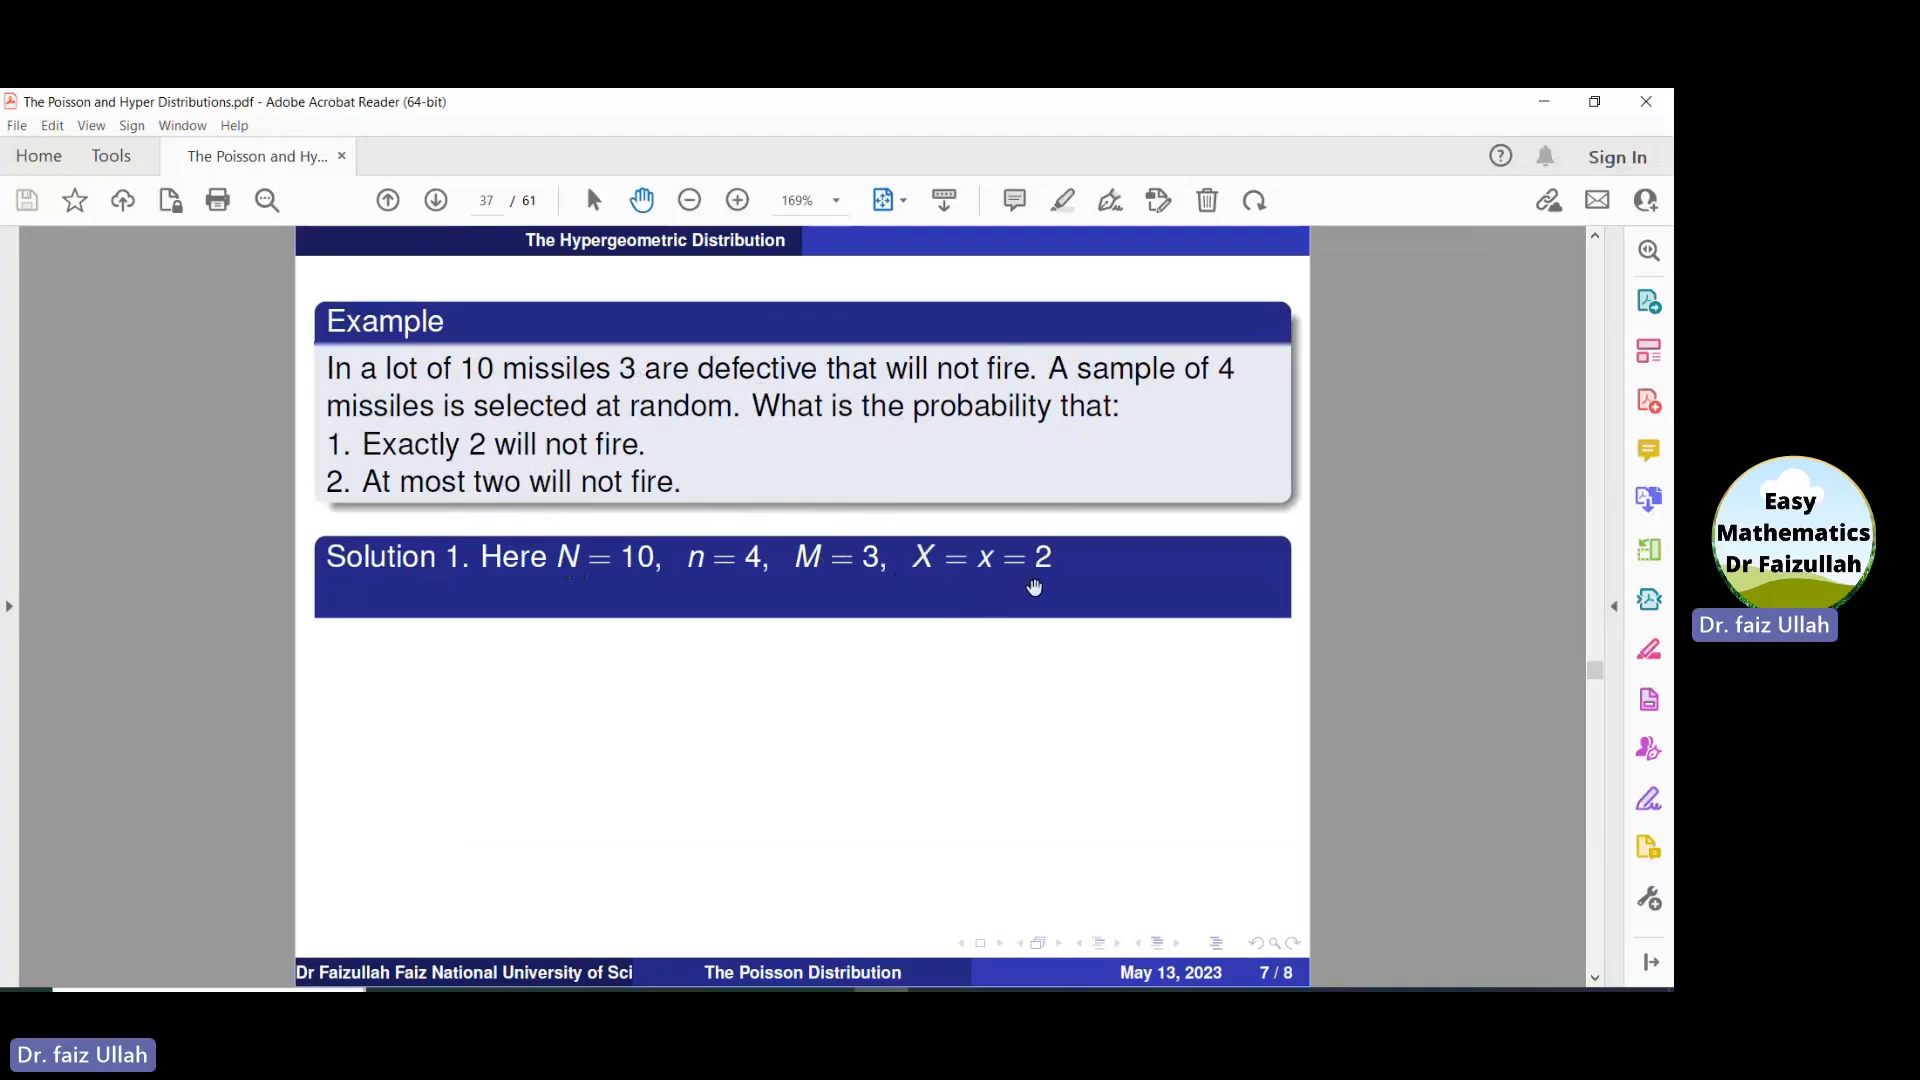 The Poisson and Hyper Distributions.pdf - Adobe Acrobat Reader (64-bit)
File Edit View Sign Window Help
Home Tools The Poisson and Hy... × Sign In
37 / 61 169%
The Hypergeometric Distribution
Example
In a lot of 10 missiles 3 are defective that will not fire. A sample of 4
missiles is selected at random. What is the probability that:
1. Exactly 2 will not fire.
2. At most two will not fire.
Solution 1. Here N = 10, n = 4, M = 3, X = x = 2
Dr Faizullah Faiz National University of Sci The Poisson Distribution May 13, 2023 7 / 8
Easy
Mathematics
Dr Faizullah
Dr. faiz Ullah
Dr. faiz Ullah